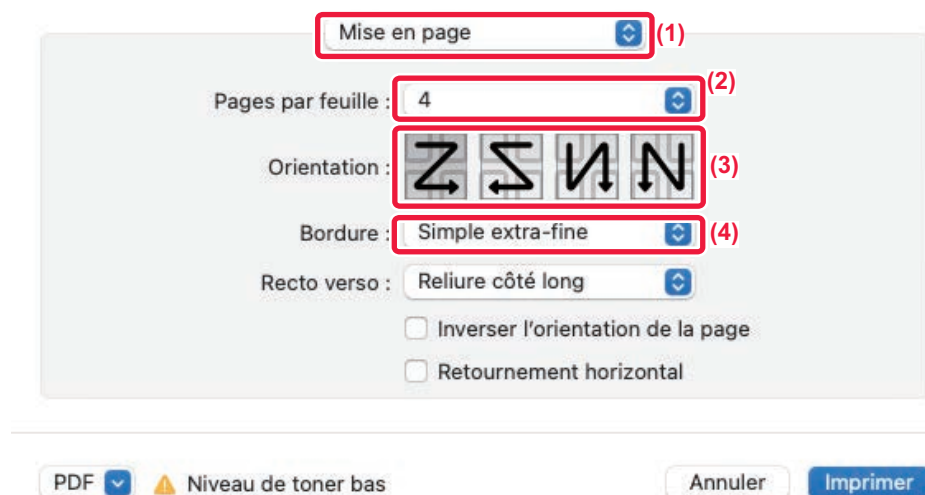 Mise en page (1)
Pages par feuille : 4 (2)
Orientation : (3)
Bordure : Simple extra-fine (4)
Recto verso : Reliure côté long
Inverser l'orientation de la page
Retournement horizontal
PDF Niveau de toner bas Annuler Imprimer